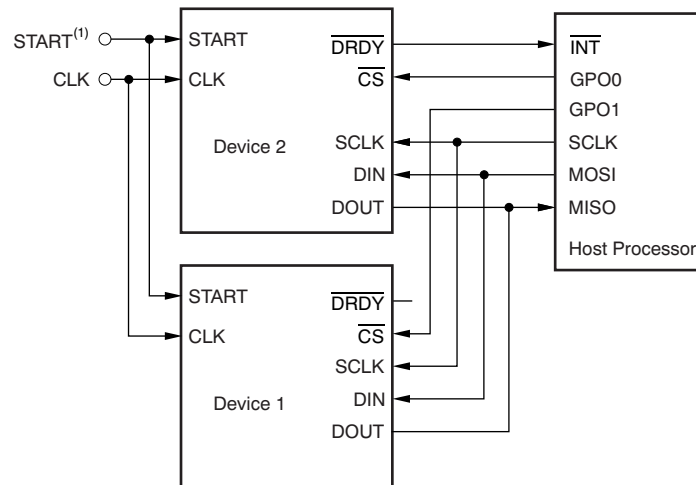 START(1)
CLK
START
CLK
Device 2
DRDY
CS
SCLK
DIN
DOUT
INT
GPO0
GPO1
SCLK
MOSI
MISO
Host Processor
START
CLK
Device 1
DRDY
CS
SCLK
DIN
DOUT